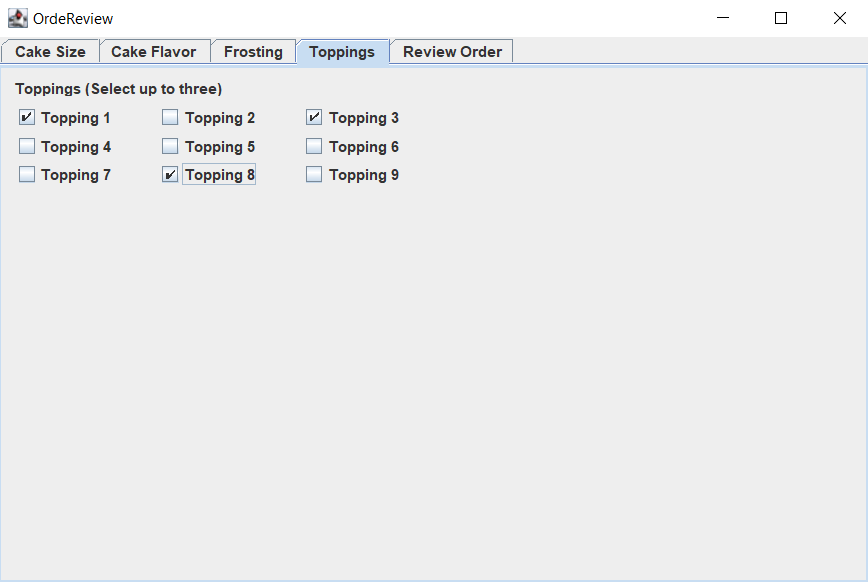 OrdeReview
Cake Size Cake Flavor Frosting Toppings Review Order
Toppings (Select up to three)
Topping 1 Topping 2 Topping 3
Topping 4 Topping 5 Topping 6
Topping 7 Topping 8 Topping 9